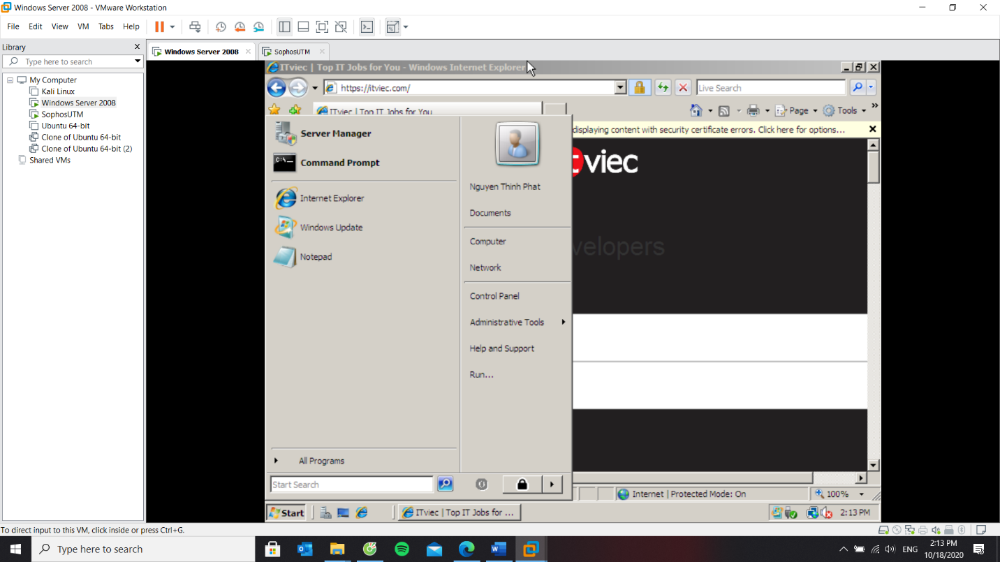 Windows Server 2008 - VMware Workstation
File Edit View VM Tabs Help
Library
Type here to search
My Computer
Kali Linux
Windows Server 2008
SophosUTM
Ubuntu 64-bit
Clone of Ubuntu 64-bit
Clone of Ubuntu 64-bit (2)
Shared VMs
Windows Server 2008 SophosUTM
ITviec | Top IT Jobs for You - Windows Internet Explorer
https://itviec.com/
Live Search
ITviec | Top IT Jobs for You
Page Tools
displaying content with security certificate errors. Click here for options...
viec
velopers
Server Manager
Command Prompt
Internet Explorer
Windows Update
Notepad
All Programs
Start Search
Nguyen Thinh Phat
Documents
Computer
Network
Control Panel
Administrative Tools
Help and Support
Run...
Internet | Protected Mode: On
100%
Start
ITviec | Top IT Jobs for ...
2:13 PM
To direct input to this VM, click inside or press Ctrl+G.
Type here to search
ENG
2:13 PM
10/18/2020